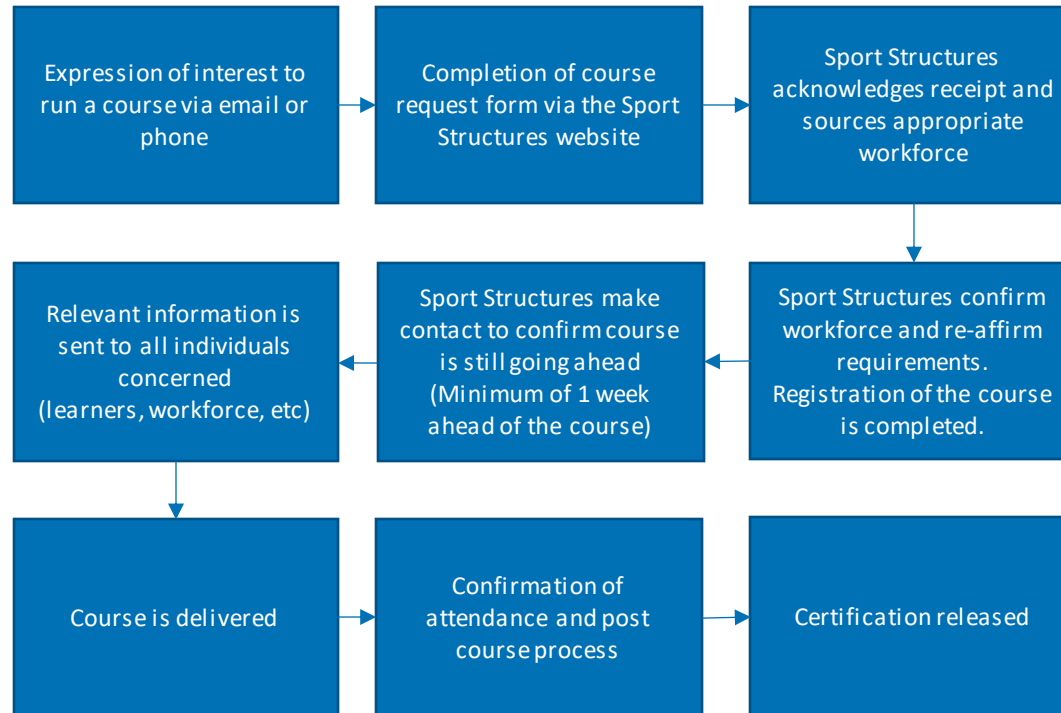 Expression of interest to
run a course via email or
phone
Completion of course
request form via the Sport
Structures website
Sport Structures
acknowledges receipt and
sources appropriate
workforce
Sport Structures confirm
workforce and re-affirm
requirements.
Registration of the course
is completed.
Sport Structures make
contact to confirm course
is still going ahead
(Minimum of 1 week
ahead of the course)
Relevant information is
sent to all individuals
concerned
(learners, workforce, etc)
Course is delivered
Confirmation of
attendance and post
course process
Certification released